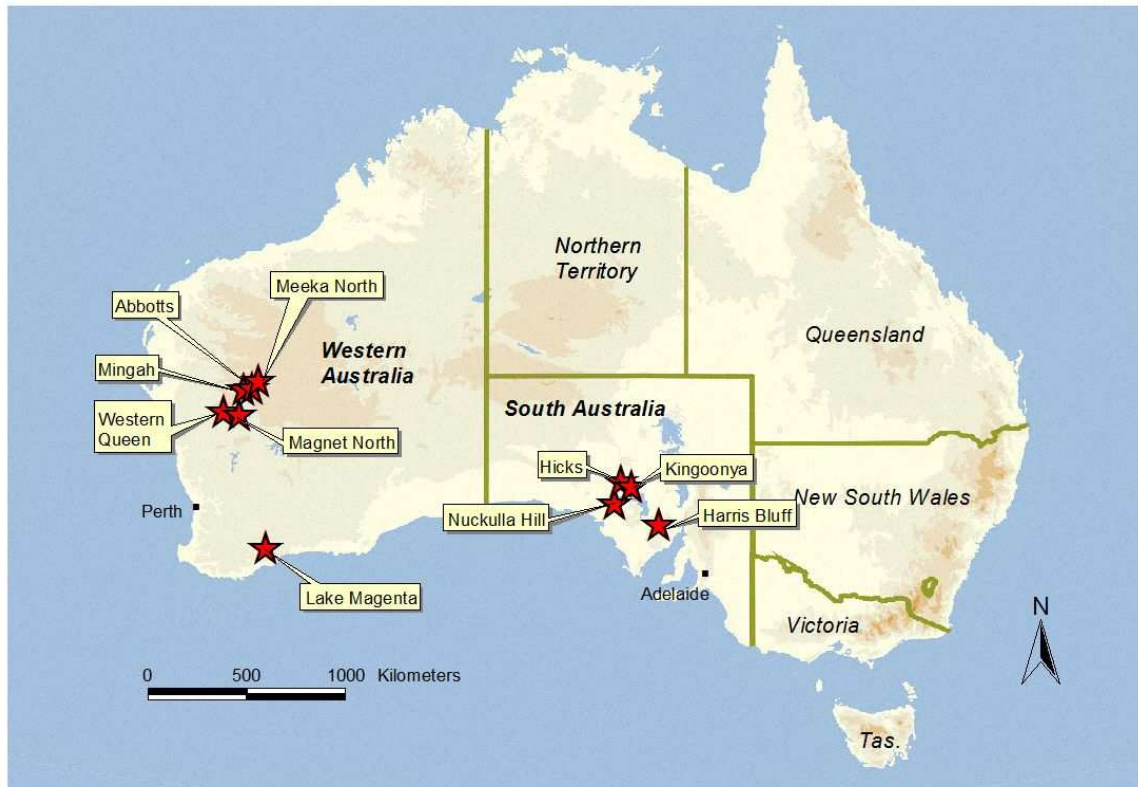 Northern
Territory
Meeka North
Abbotts
Queensland
Western
Australia
Mingah
South Australia
Western
Queen
Magnet North
Hicks
Kingoonya
New South Wales
Perth
Nuckulla Hill
Harris Bluff
Adelaide
Lake Magenta
Victoria
N
0 500 1000 Kilometers
Tas.